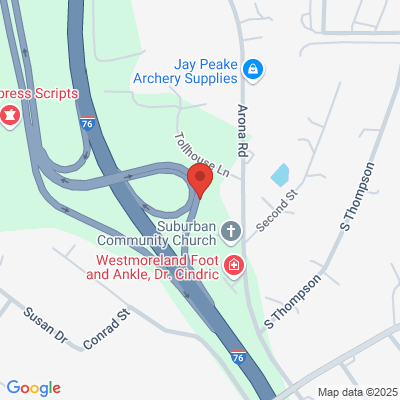 Jay Peake
Archery Supplies
press Scripts
76
Tollhouse Ln
Arona Rd
Second St
S Thompson
Suburban
Community Church
Westmoreland Foot
and Ankle, Dr. Cindric
S Thompson
Susan Dr
Conrad St
76
Google
Map data ©2025